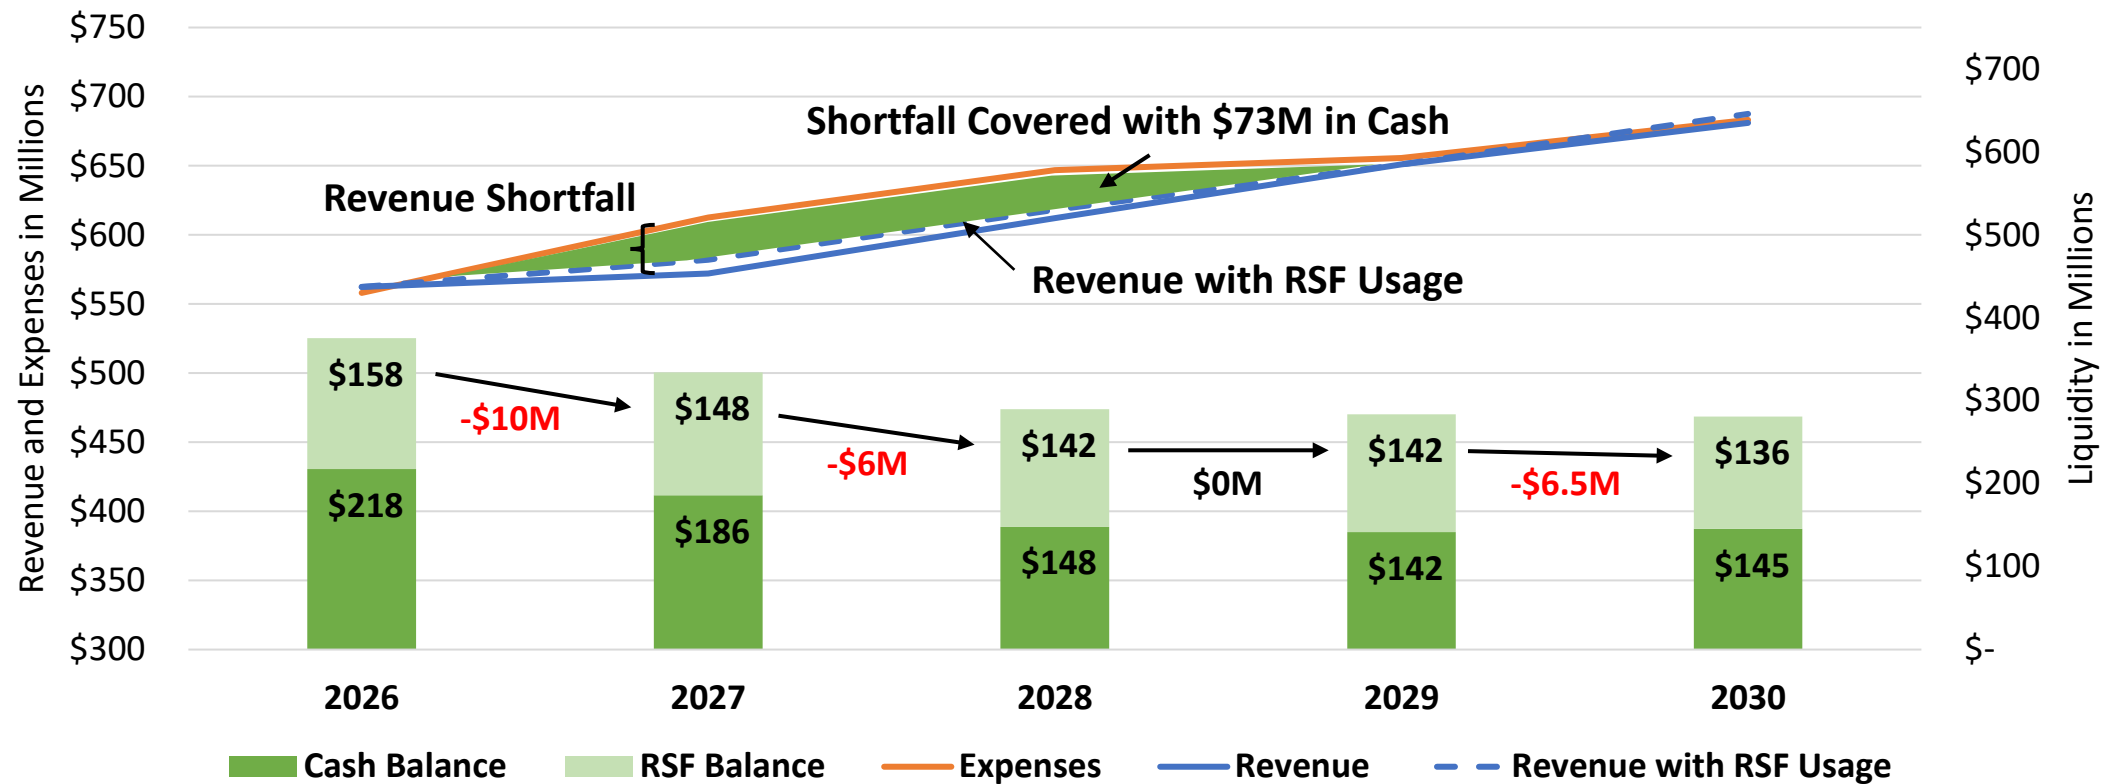 $750
$700
$650
$600
$550
$500
$450
$400
$350
$300
Revenue and Expenses in Millions
Shortfall Covered with $73M in Cash
Revenue Shortfall
Revenue with RSF Usage
$158
-$10M
$148
-$6M
$142
$0M
$142
-$6.5M
$136
$218
$186
$148
$142
$145
$700
$600
$500
$400
$300
$200
$100
$-
Liquidity in Millions
2026 2027 2028 2029 2030
Cash Balance RSF Balance Expenses Revenue Revenue with RSF Usage